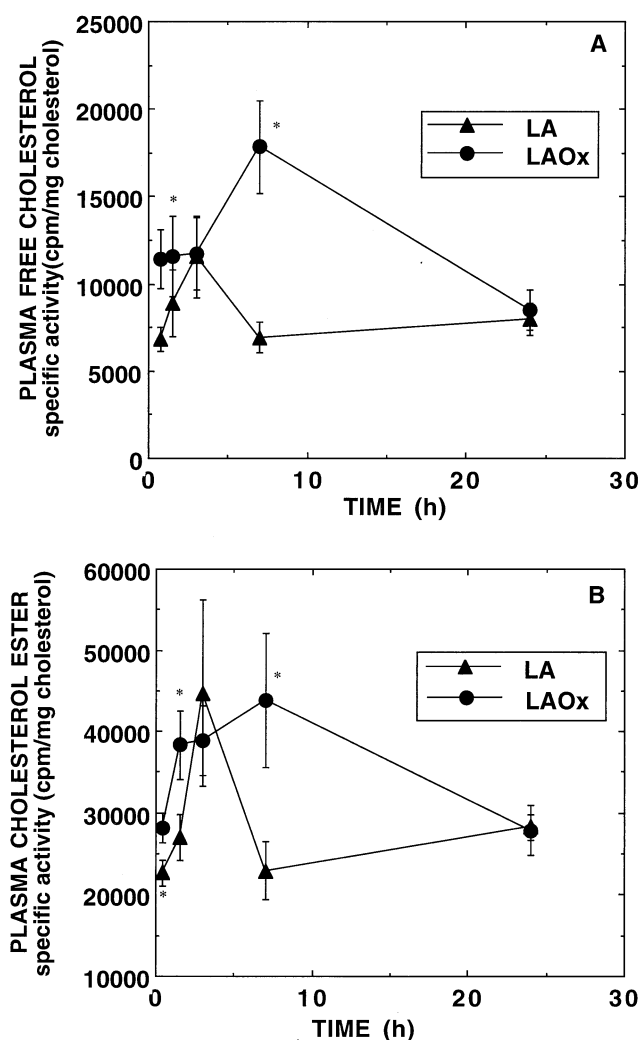 25000
A
20000
LA
LAOx
15000
*
*
10000
5000
0
PLASMA FREE CHOLESTEROL
specific activity(cpm/mg cholesterol)
0 10 20 30
TIME (h)
60000
B
50000
LA
LAOx
*
*
40000
30000
20000
*
10000
PLASMA CHOLESTEROL ESTER
specific activity (cpm/mg cholesterol)
0 10 20 30
TIME (h)